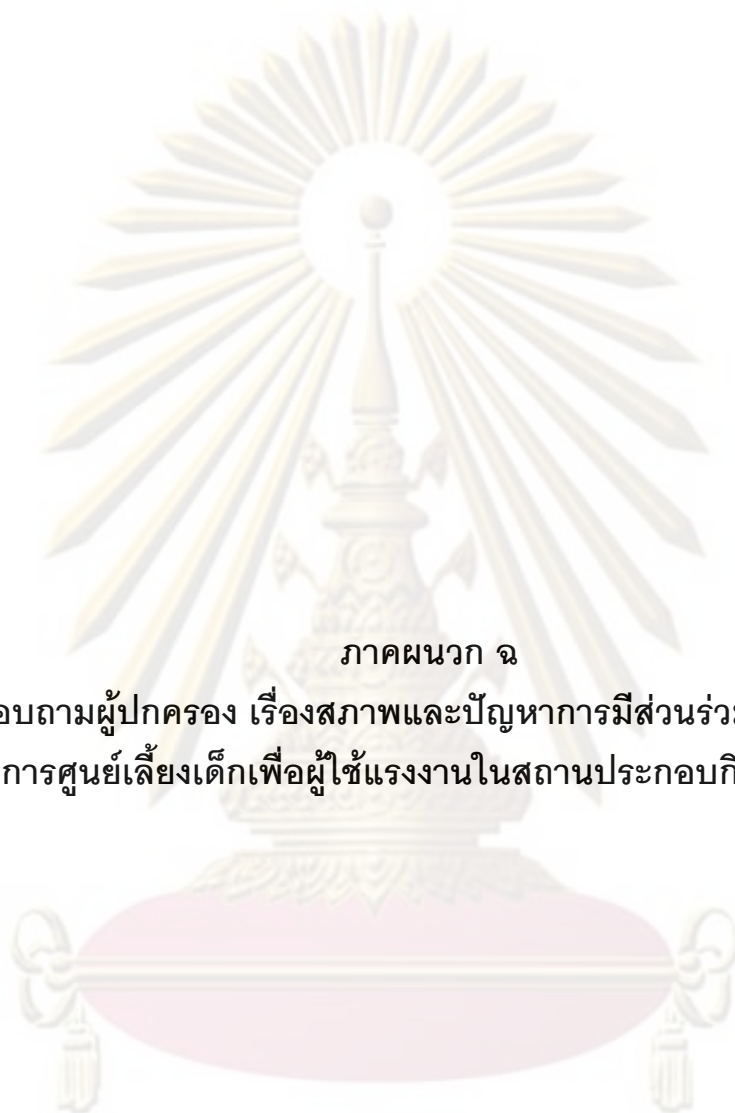 ภาคผนวก ฉ
อบถามผู้ปกครอง เรื่องสภาพและปัญหาการมีส่วนร่ว
การศูนย์เลี้ยงเด็กเพื่อผู้ใช้แรงงานในสถานประกอบกิ